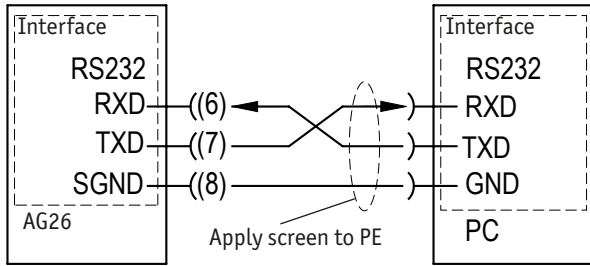 Interface
RS232
RXD
TXD
SGND
AG26
((6)
((7)
((8)
Apply screen to PE
Interface
RS232
RXD
TXD
GND
PC